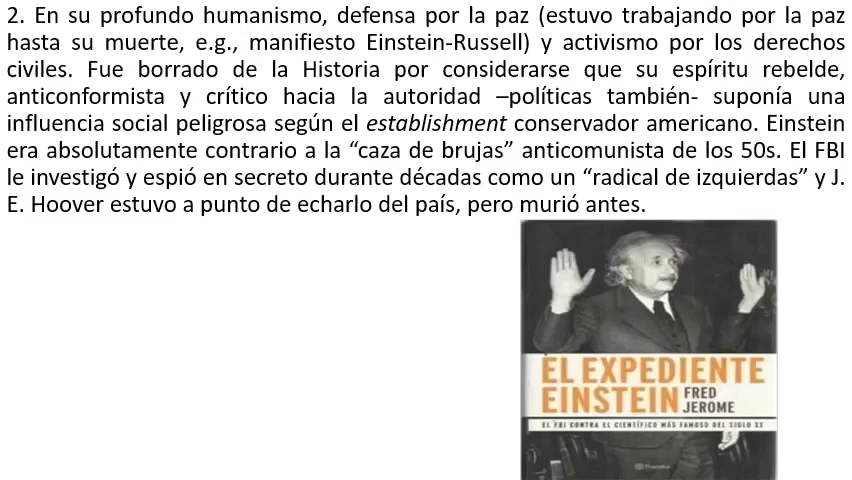 2. En su profundo humanismo, defensa por la paz (estuvo trabajando por la paz
hasta su muerte, e.g., manifiesto Einstein-Russell) y activismo por los derechos
civiles. Fue borrado de la Historia por considerarse que su espíritu rebelde,
anticonformista y crítico hacia la autoridad –políticas también- suponía una
influencia social peligrosa según el establishment conservador americano. Einstein
era absolutamente contrario a la “caza de brujas” anticomunista de los 50s. El FBI
le investigó y espió en secreto durante décadas como un “radical de izquierdas” y J.
E. Hoover estuvo a punto de echarlo del país, pero murió antes.
EL EXPEDIENTE
EINSTEIN
FRED
JEROME
EL FBI CONTRA EL CIENTÍFICO MÁS FAMOSO DEL SIGLO XX
Planeta